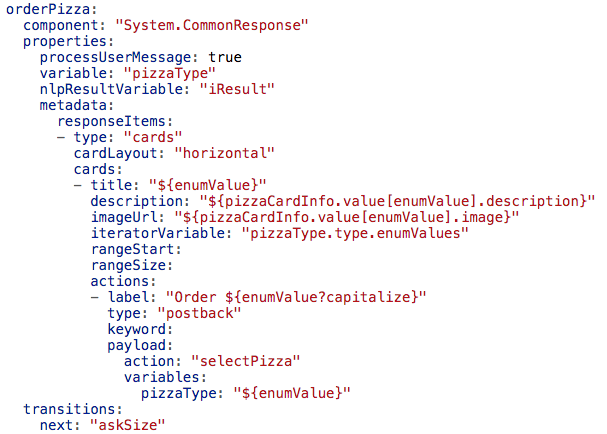 orderPizza:
  component: "System.CommonResponse"
  properties:
    processUserMessage: true
    variable: "pizzaType"
    nlpResultVariable: "iResult"
    metadata:
      responseItems:
      - type: "cards"
        cardLayout: "horizontal"
        cards:
        - title: "${enumValue}"
          description: "${pizzaCardInfo.value[enumValue].description}"
          imageUrl: "${pizzaCardInfo.value[enumValue].image}"
          iteratorVariable: "pizzaType.type.enumValues"
          rangeStart:
          rangeSize:
          actions:
          - label: "Order ${enumValue?capitalize}"
            type: "postback"
            keyword:
            payload:
              action: "selectPizza"
              variables:
                pizzaType: "${enumValue}"
  transitions:
    next: "askSize"